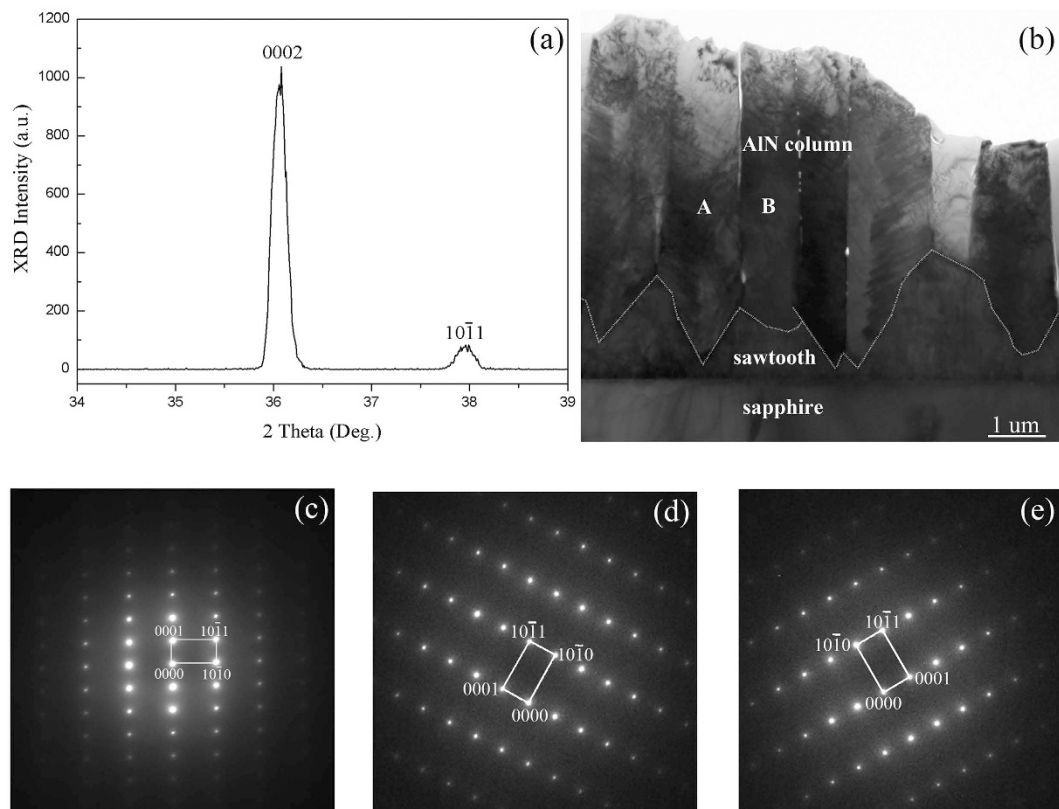 (a)
0002
10̄11
XRD Intensity (a.u.)
1200
1000
800
600
400
200
0
34
35
36
37
38
39
2 Theta (Deg.)
(b)
AlN column
A
B
sawtooth
sapphire
1 um
(c)
0001
101̄1
0000
101̄0
(d)
101̄1
101̄0
0001
0000
(e)
101̄1
101̄0
0001
0000